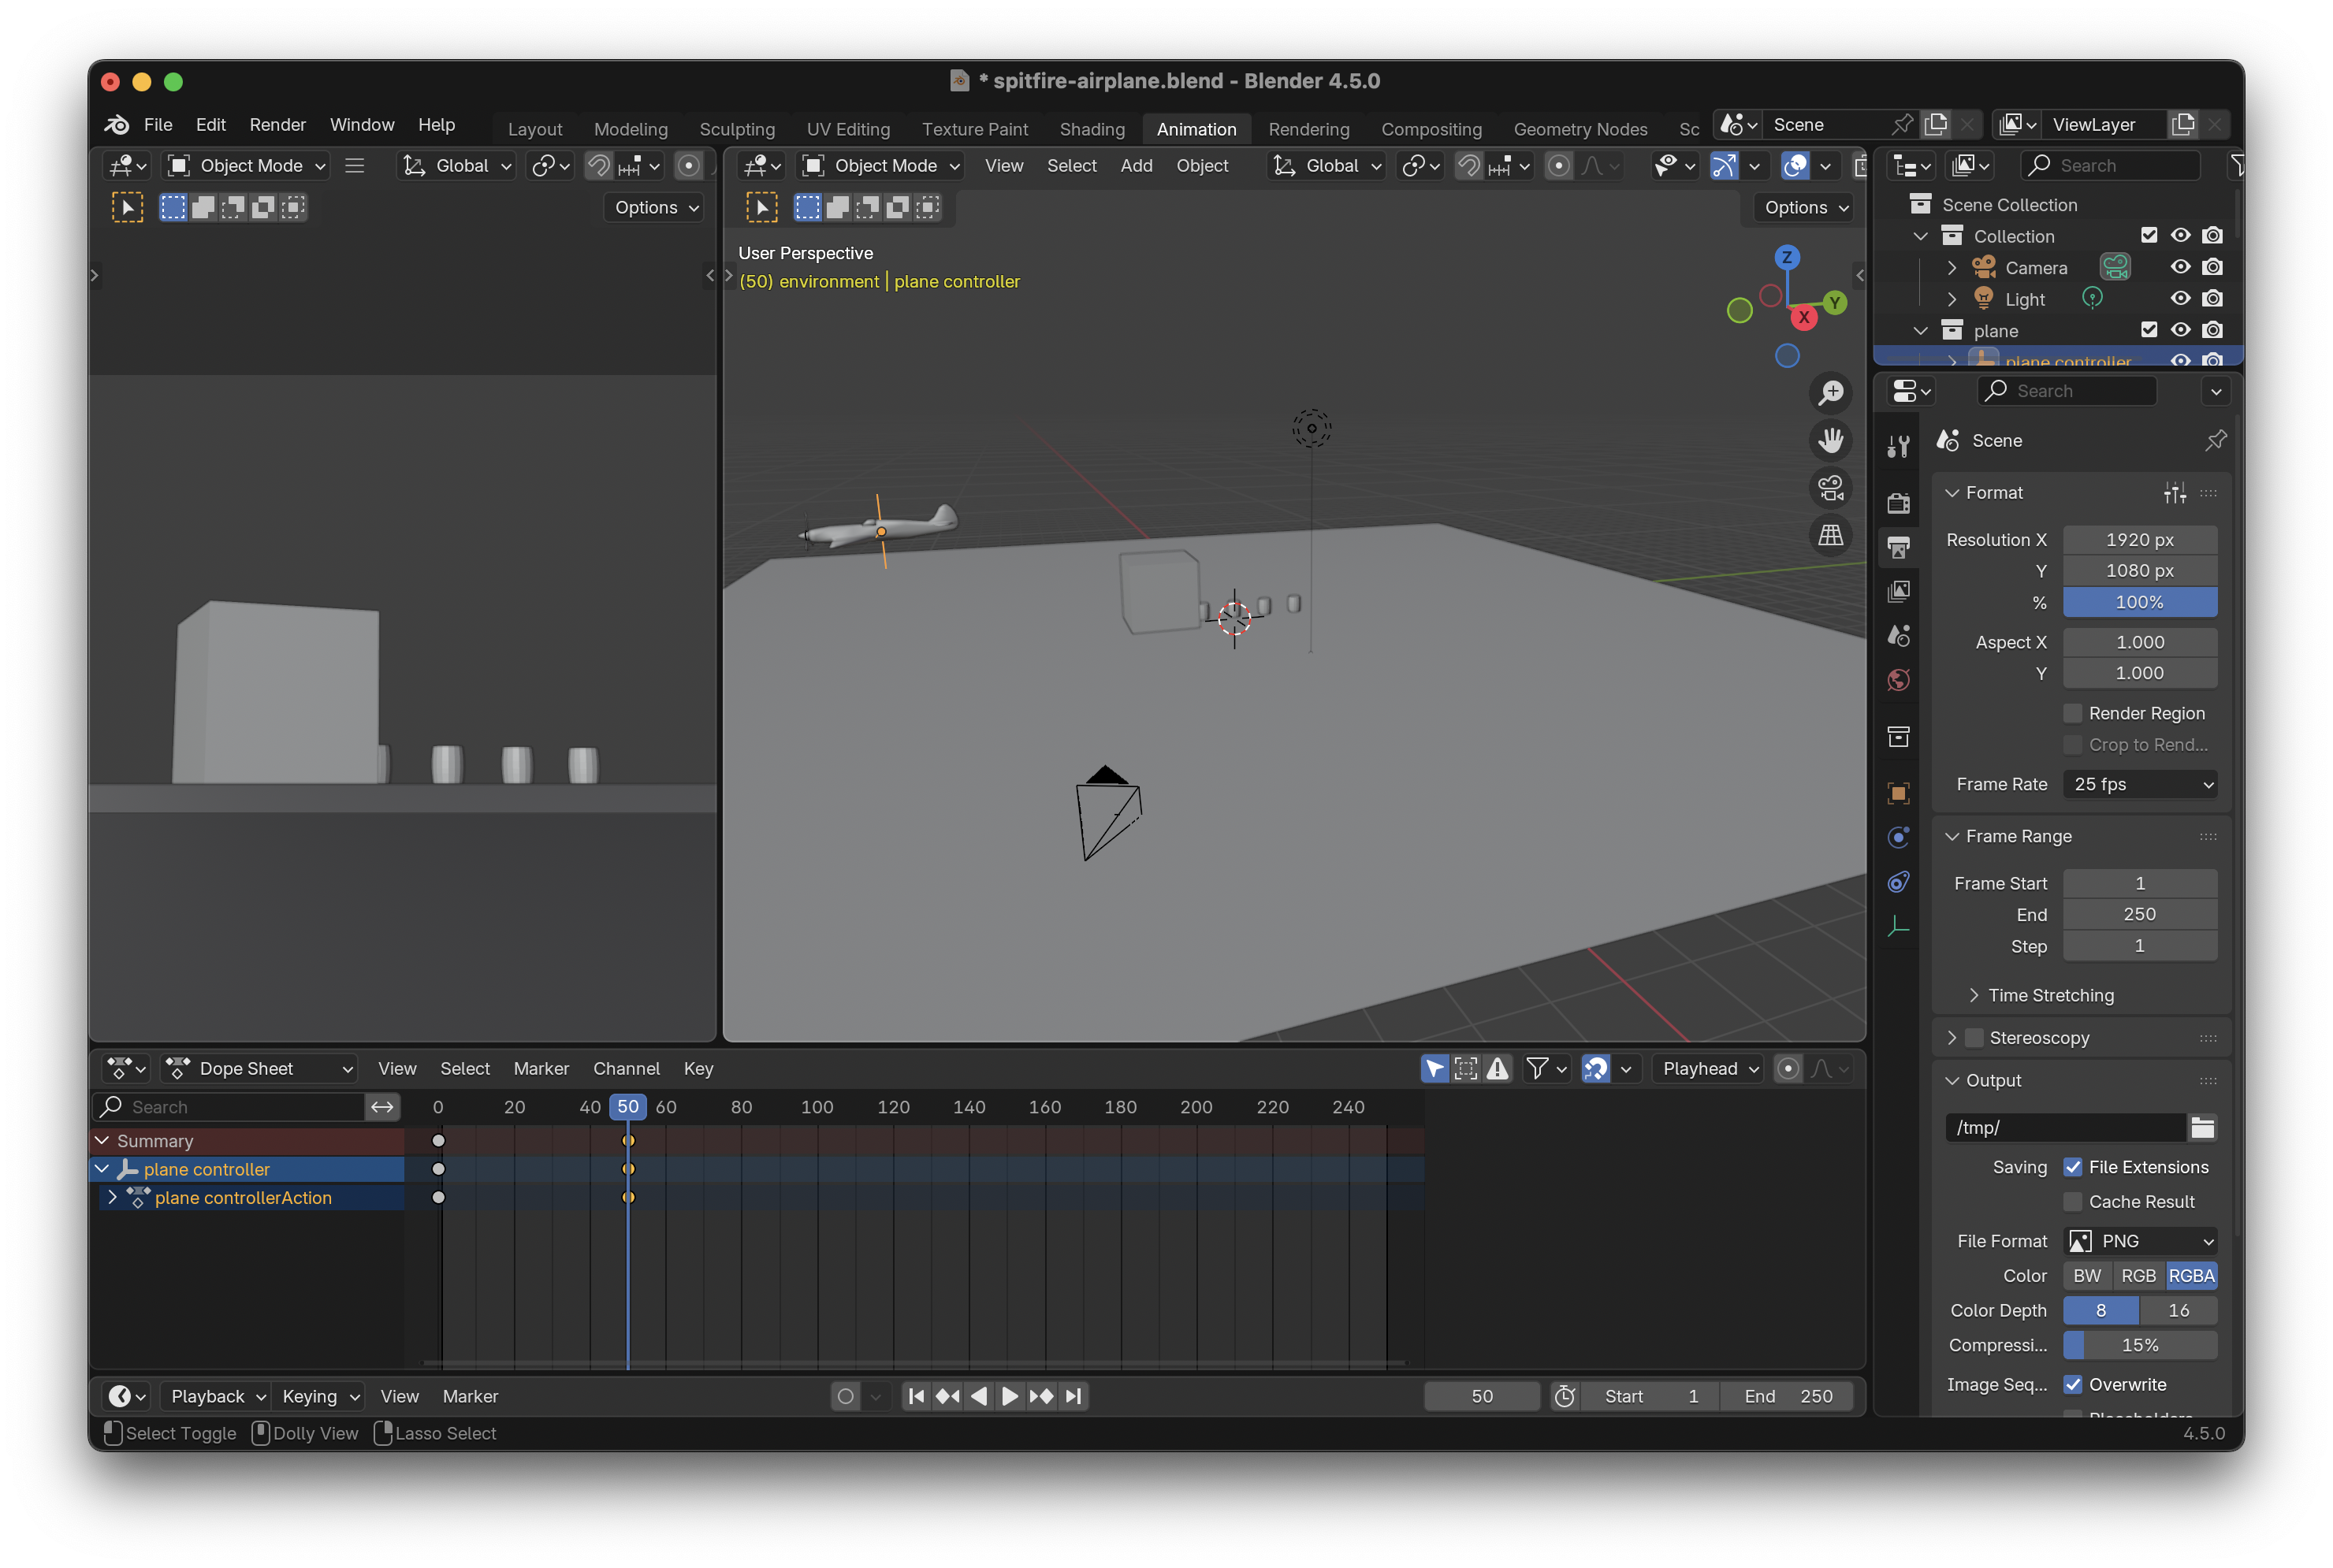 * spitfire-airplane.blend - Blender 4.5.0
File Edit Render Window Help Layout Modeling Sculpting UV Editing Texture Paint Shading Animation Rendering Compositing Geometry Nodes Sc Scene ViewLayer
Object Mode Global
Options
Object Mode View Select Add Object Global
Options
User Perspective
(50) environment | plane controller
Z
Y
X
Search
Scene Collection
Collection
Camera
Light
plane
plane controller
Search
Scene
Format
Resolution X 1920 px
Y 1080 px
% 100%
Aspect X 1.000
Y 1.000
Render Region
Crop to Rend...
Frame Rate 25 fps
Frame Range
Frame Start 1
End 250
Step 1
Time Stretching
Stereoscopy
Output
/tmp/
Saving File Extensions
Cache Result
File Format PNG
Color BW RGB RGBA
Color Depth 8 16
Compressi... 15%
Image Seq... Overwrite
Placeholders
Dope Sheet View Select Marker Channel Key Playhead
Search 0 20 40 50 60 80 100 120 140 160 180 200 220 240
Summary
plane controller
plane controllerAction
Playback Keying View Marker 50 Start 1 End 250
Select Toggle Dolly View Lasso Select 4.5.0